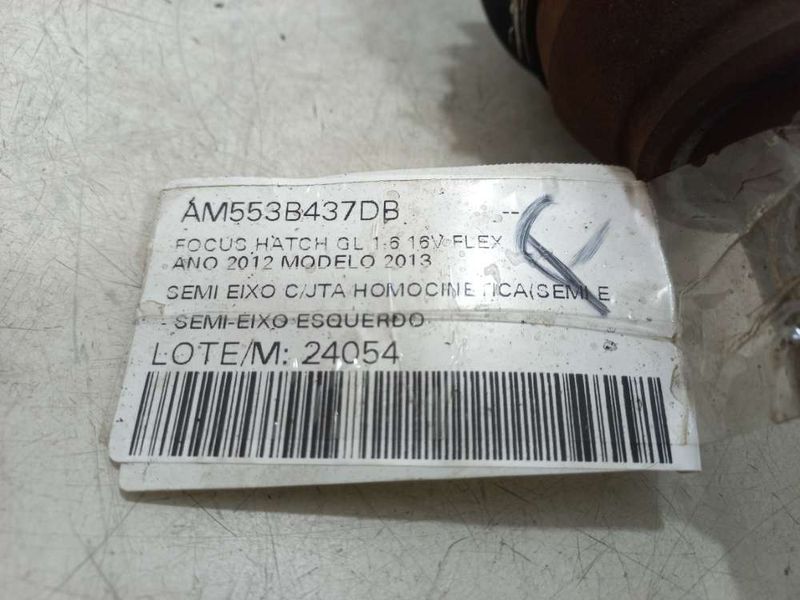 AM553B437DB --
FOCUS HATCH GL 1.6 16V FLEX
ANO 2012 MODELO 2013
SEMI EIXO C/JTA HOMOCINETICA(SEMI E
- SEMI-EIXO ESQUERDO
LOTE/M: 24054